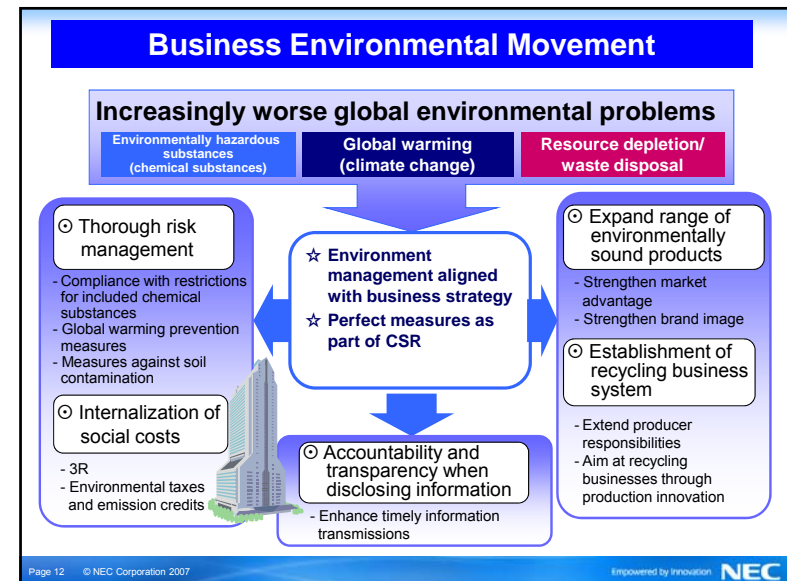 Business Environmental Movement
Increasingly worse global environmental problems
Environmentally hazardous
substances
(chemical substances)
Global warming
(climate change)
Resource depletion/
waste disposal
⊙ Thorough risk
management
- Compliance with restrictions
for included chemical
substances
- Global warming prevention
measures
- Measures against soil
contamination
⊙ Internalization of
social costs
- 3R
- Environmental taxes
and emission credits
☆ Environment
management aligned
with business strategy
☆ Perfect measures as
part of CSR
⊙ Accountability and
transparency when
disclosing information
- Enhance timely information
transmissions
⊙ Expand range of
environmentally
sound products
- Strengthen market
advantage
- Strengthen brand image
⊙ Establishment of
recycling business
system
- Extend producer
responsibilities
- Aim at recycling
businesses through
production innovation
Page 12 © NEC Corporation 2007
Empowered by Innovation NEC